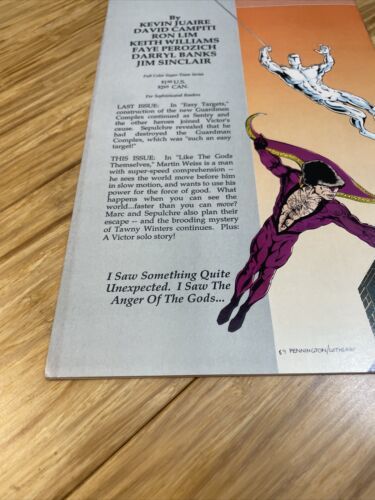 By
KEVIN JUAIRE
DAVID CAMPITI
RON LIM
KEITH WILLIAMS
FAYE PEROZICH
DARRYL BANKS
JIM SINCLAIR
Full Color Super-Team Series
$1.95 U.S.
CAN.
For Sophisticated Readers
LAST ISSUE: In "Easy Targets,"
construction of the new Guardmen
Complex continued as Sentry and
the other heroes joined Victor's
cause. Sepulchre revealed that he
had destroyed the Guardman
Complex, which was "such an easy
target!"
THIS ISSUE: In "Like The Gods
Themselves," Martin Weiss is a man
with super-speed comprehension --
he sees the world move before him
in slow motion, and wants to use his
power for the force of good. What
happens when you can see the
world...faster than you can move?
Marc and Sepulchre also plan their
escape -- and the brooding mystery
of Tawny Winters continues. Plus:
A Victor solo story!
I Saw Something Quite
Unexpected. I Saw The
Anger Of The Gods...
PENNINGTON/